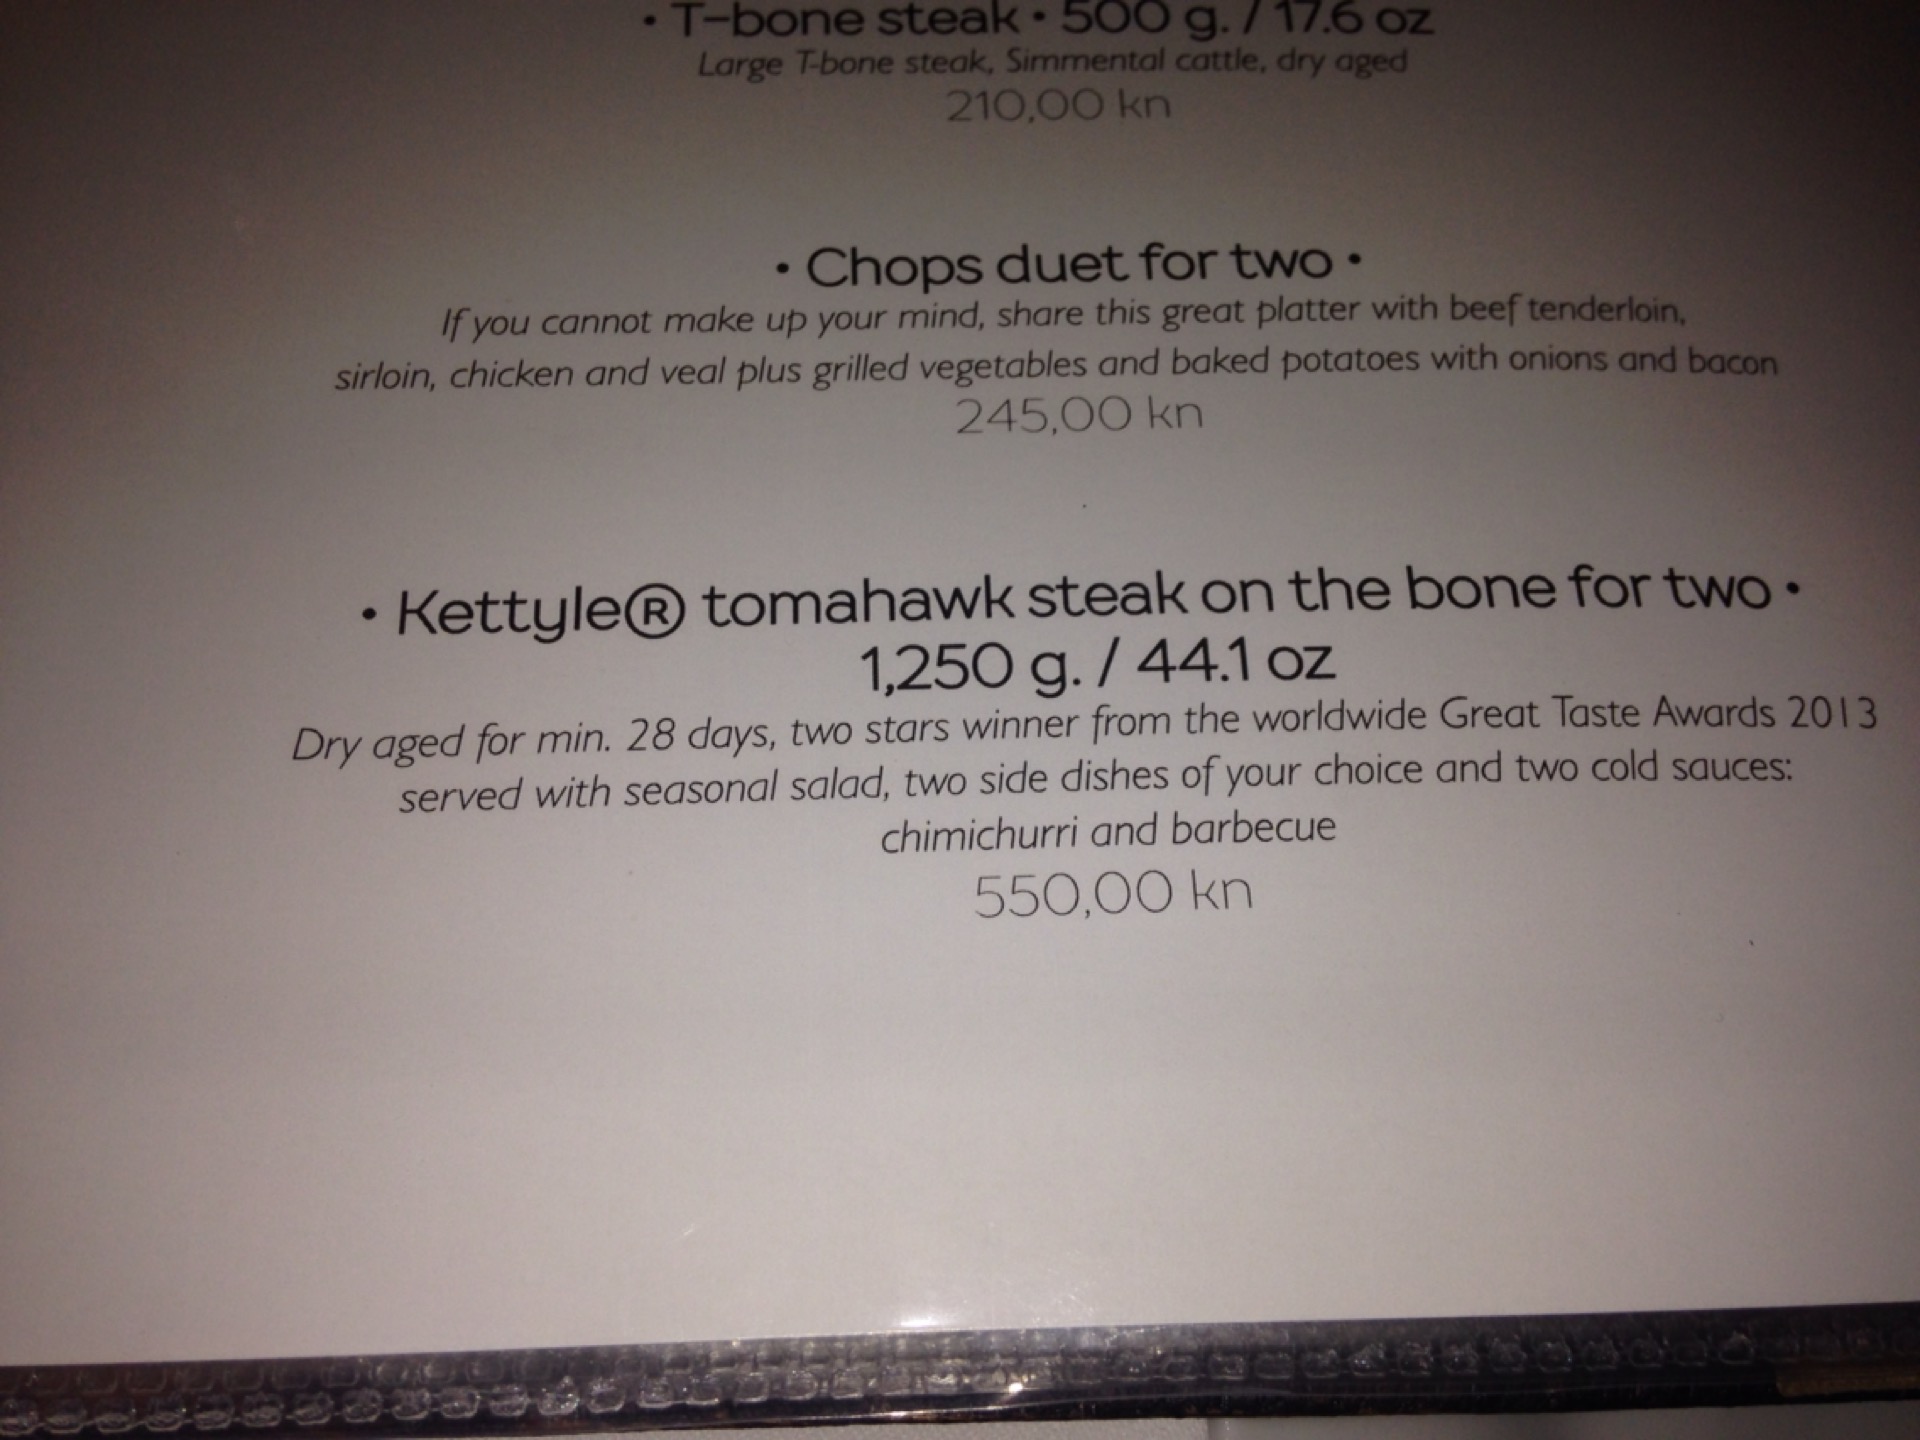 • T-bone steak • 500 g. / 17.6 oz
Large T-bone steak, Simmental cattle, dry aged
210,00 kn
• Chops duet for two •
If you cannot make up your mind, share this great platter with beef tenderloin,
sirloin, chicken and veal plus grilled vegetables and baked potatoes with onions and bacon
245,00 kn
• Kettyle® tomahawk steak on the bone for two •
1,250 g. / 44.1 oz
Dry aged for min. 28 days, two stars winner from the worldwide Great Taste Awards 2013
served with seasonal salad, two side dishes of your choice and two cold sauces:
chimichurri and barbecue
550,00 kn